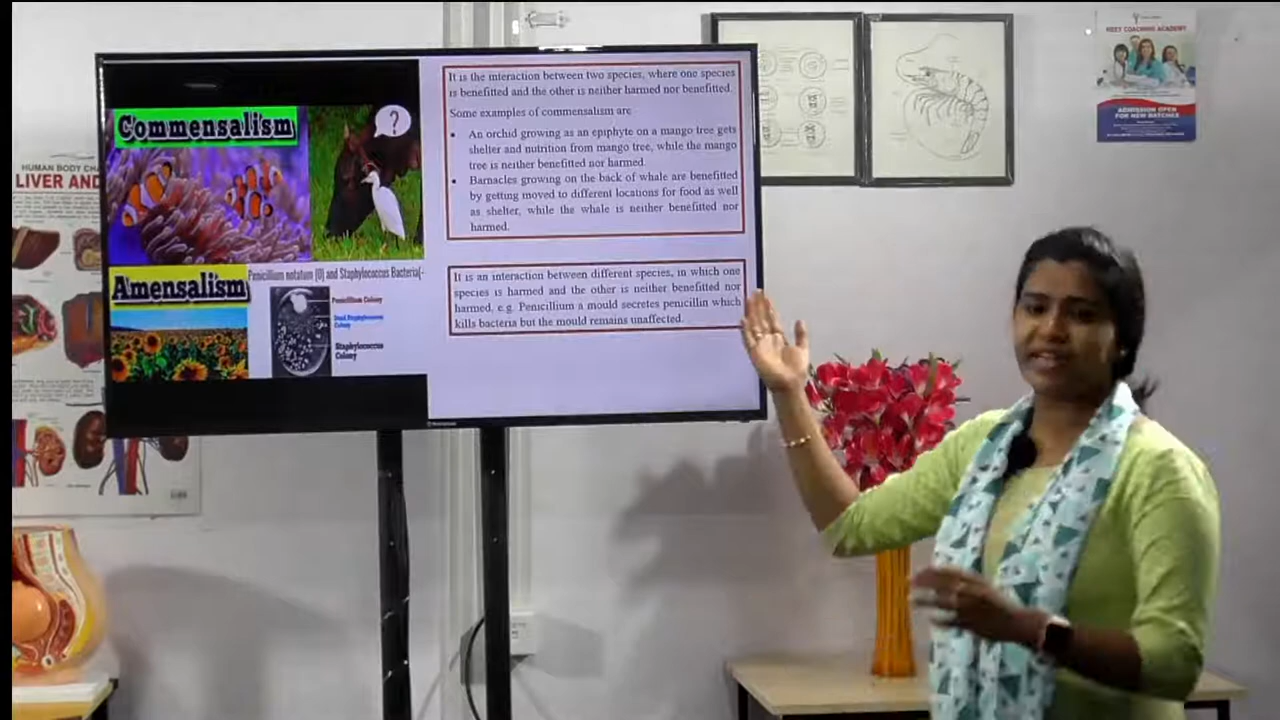 HUMAN BODY CHA
LIVER AND
Commensalism
?
Amensalism
Penicillium notatum (0) and Staphylococcus Bacteria(-
Penicillium Colony
Dead Staphylococcus
Colony
Staphylococcus
Colony
It is the interaction between two species, where one species
is benefitted and the other is neither harmed nor benefitted.
Some examples of commensalism are
• An orchid growing as an epiphyte on a mango tree gets
shelter and nutrition from mango tree, while the mango
tree is neither benefitted nor harmed.
• Barnacles growing on the back of whale are benefitted
by getting moved to different locations for food as well
as shelter, while the whale is neither benefitted nor
harmed.
It is an interaction between different species, in which one
species is harmed and the other is neither benefitted nor
harmed, e.g. Penicillium a mould secretes penicillin which
kills bacteria but the mould remains unaffected.
NEET COACHING ACADEMY
ADMISSION OPEN
FOR NEW BATCHES